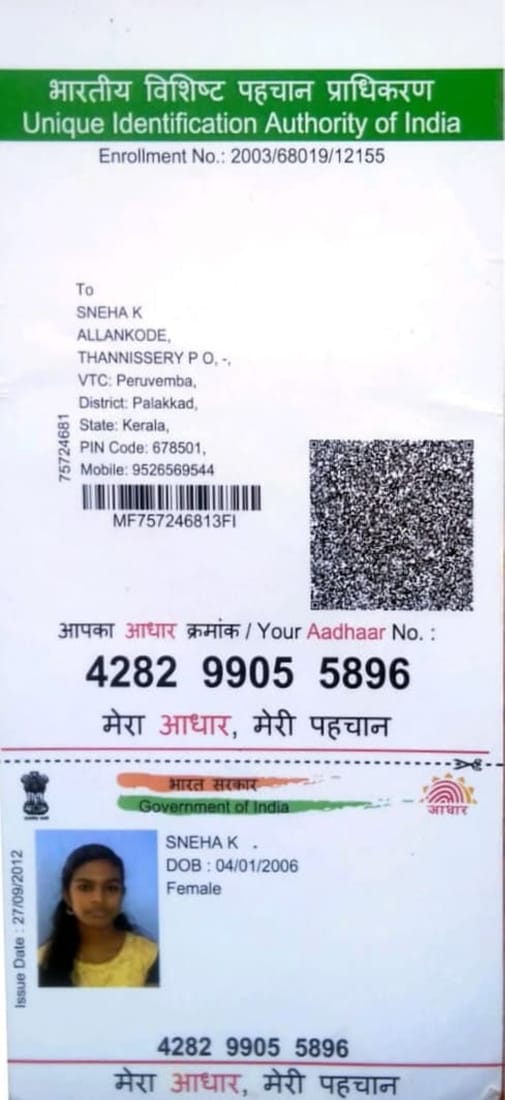 भारतीय विशिष्ट पहचान प्राधिकरण
Unique Identification Authority of India
Enrollment No.: 2003/68019/12155
To
SNEHA K
ALLANKODE,
THANNISSERY P O, -,
VTC: Peruvemba,
District: Palakkad,
State: Kerala,
PIN Code: 678501,
Mobile: 9526569544
75724681
MF757246813FI
आपका आधार क्रमांक / Your Aadhaar No. :
4282 9905 5896
मेरा आधार, मेरी पहचान
भारत सरकार
Government of India
आधार
Issue Date : 27/09/2012
SNEHA K .
DOB : 04/01/2006
Female
4282 9905 5896
मेरा आधार, मेरी पहचान